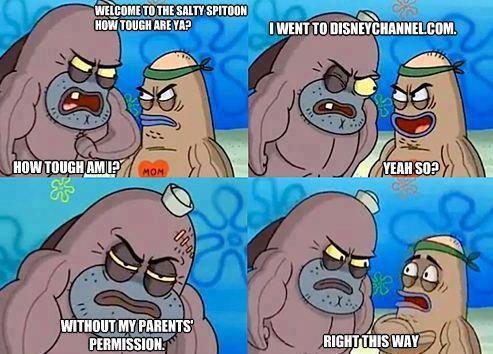 WELCOME TO THE SALTY SPITOON
HOW TOUGH ARE YA?
HOW TOUGH AM I?
MOM
I WENT TO DISNEYCHANNEL.COM.
YEAH SO?
WITHOUT MY PARENTS'
PERMISSION.
RIGHT THIS WAY